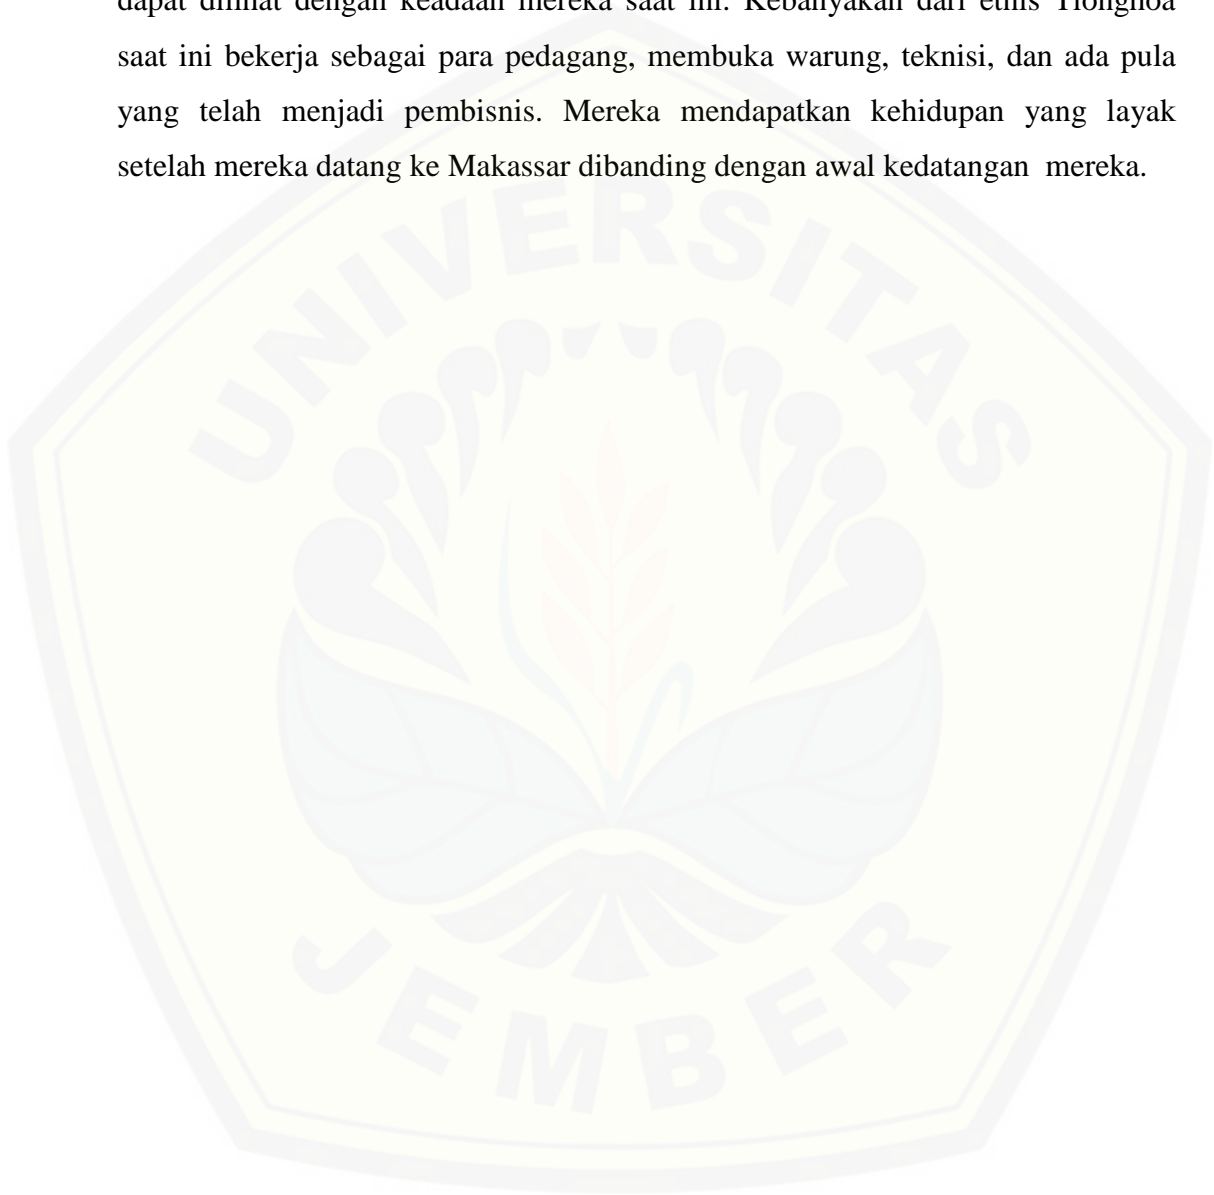 dapat dilihat dengan keadaan mereka saat ini. Kebanyakan dari etnis Tionghoa
saat ini bekerja sebagai para pedagang, membuka warung, teknisi, dan ada pula
yang telah menjadi pembisnis. Mereka mendapatkan kehidupan yang layak
setelah mereka datang ke Makassar dibanding dengan awal kedatangan mereka.
UNIVERSITAS
JEMBER